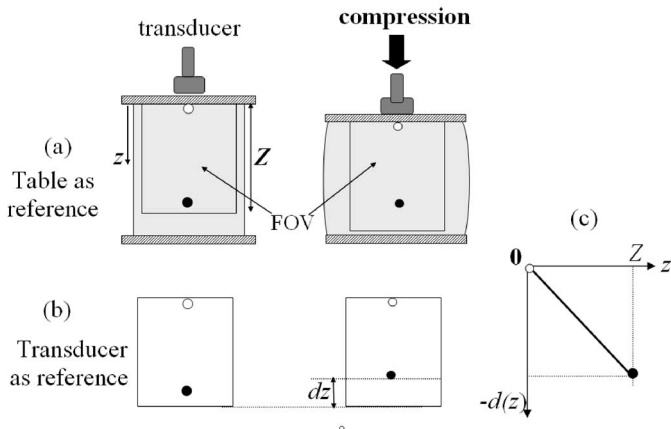 transducer
compression
(a)
z
Z
Table as
reference
FOV
(c)
0
Z
z
-d(z)
(b)
Transducer
as reference
dz